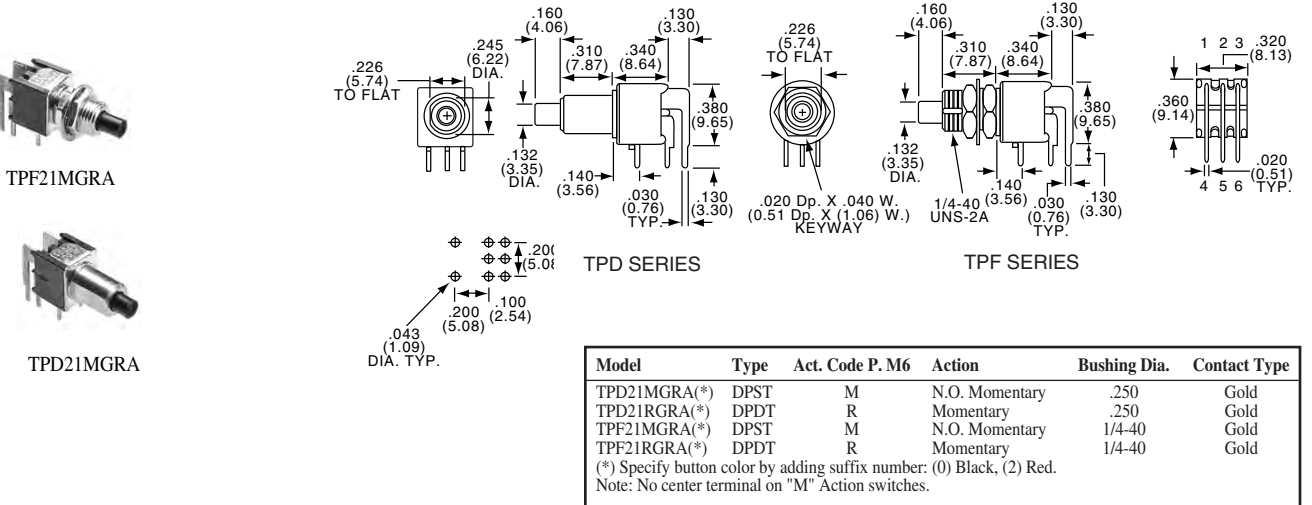 TPF21MGRA
TPD21MGRA
.226
(5.74)
TO FLAT
.245
(6.22)
DIA.
.160
(4.06)
.310
(7.87)
.340
(8.64)
.130
(3.30)
.380
(9.65)
.132
(3.35)
DIA.
.140
(3.56)
.030
(0.76)
TYP.
.130
(3.30)
TPD SERIES
.226
(5.74)
TO FLAT
.020 Dp. X .040 W.
(0.51 Dp. X (1.06) W.)
KEYWAY
.160
(4.06)
.310
(7.87)
.340
(8.64)
.130
(3.30)
.380
(9.65)
.132
(3.35)
DIA.
1/4-40
UNS-2A
.140
(3.56)
.030
(0.76)
TYP.
.130
(3.30)
TPF SERIES
1 2 3
.320
(8.13)
.360
(9.14)
.020
(0.51)
TYP.
4 5 6
.200
(5.08
.200
(5.08)
.100
(2.54)
.043
(1.09)
DIA. TYP.
Model Type Act. Code P. M6 Action Bushing Dia. Contact Type
TPD21MGRA(*) DPST M N.O. Momentary .250 Gold
TPD21RGRA(*) DPDT R Momentary .250 Gold
TPF21MGRA(*) DPST M N.O. Momentary 1/4-40 Gold
TPF21RGRA(*) DPDT R Momentary 1/4-40 Gold
(*) Specify button color by adding suffix number: (0) Black, (2) Red.
Note: No center terminal on "M" Action switches.